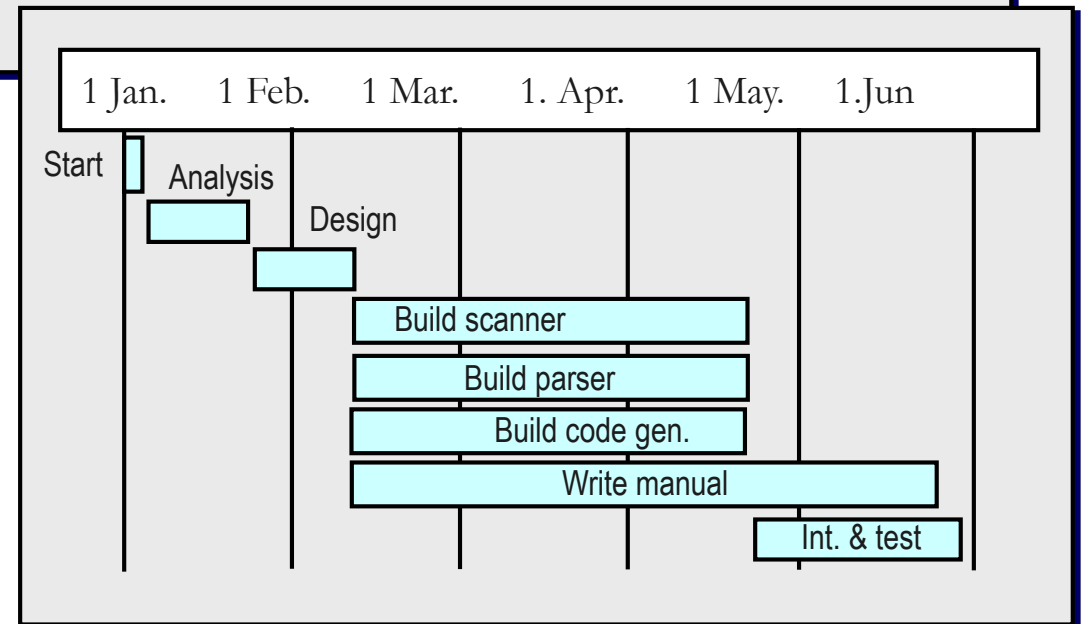 1 Jan. 1 Feb. 1 Mar. 1. Apr. 1 May. 1.Jun
Start
Analysis
Design
Build scanner
Build parser
Build code gen.
Write manual
Int. & test